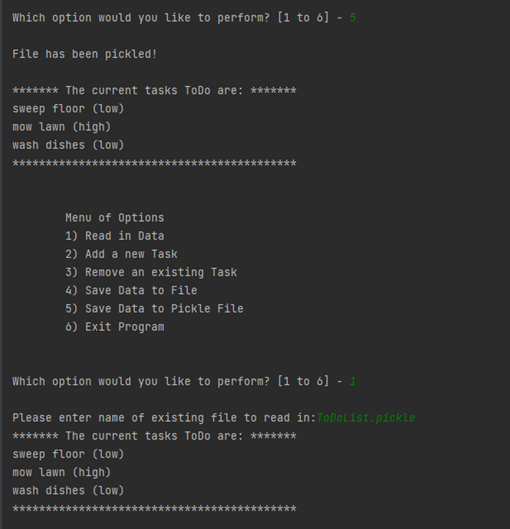 Which option would you like to perform? [1 to 6] - 5
File has been pickled!
******* The current tasks ToDo are: *******
sweep floor (low)
mow lawn (high)
wash dishes (low)
*******************************************
Menu of Options
1) Read in Data
2) Add a new Task
3) Remove an existing Task
4) Save Data to File
5) Save Data to Pickle File
6) Exit Program
Which option would you like to perform? [1 to 6] - 1
Please enter name of existing file to read in:ToDoList.pickle
******* The current tasks ToDo are: *******
sweep floor (low)
mow lawn (high)
wash dishes (low)
*******************************************